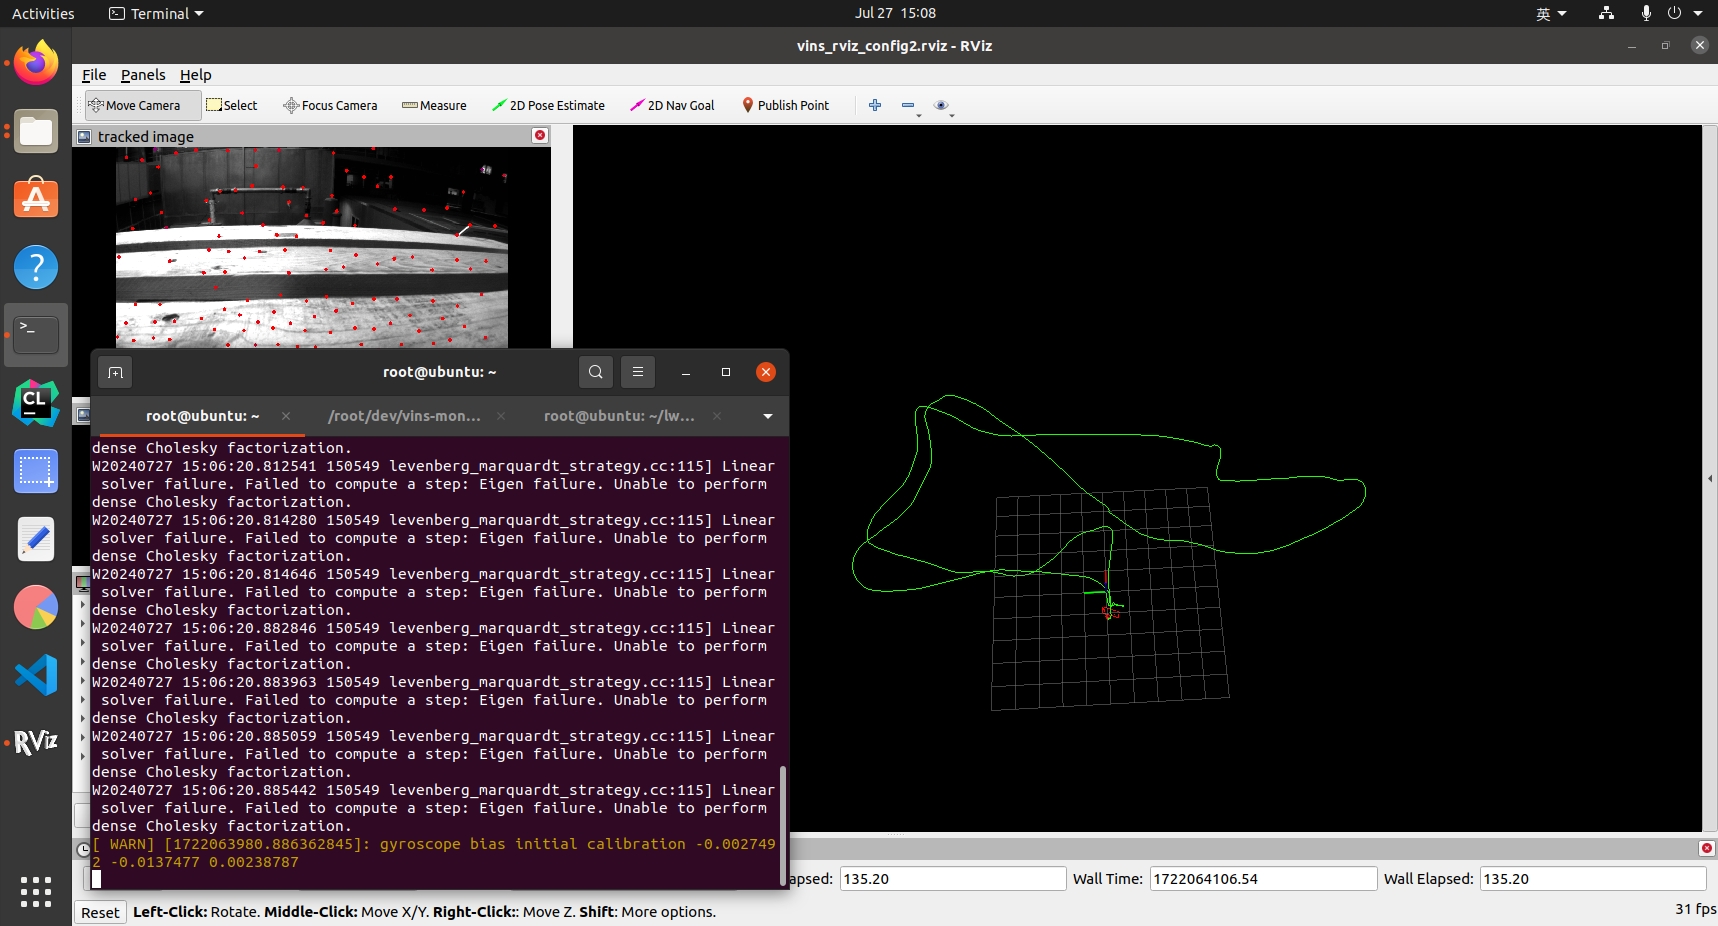 Activities
Terminal
Jul 27 15:08
英
vins_rviz_config2.rviz - RViz
File Panels Help
Move Camera
Select
Focus Camera
Measure
2D Pose Estimate
2D Nav Goal
Publish Point
tracked image
root@ubuntu: ~
root@ubuntu: ~
/root/dev/vins-mon...
root@ubuntu: ~/lw...
dense Cholesky factorization.
W20240727 15:06:20.812541 150549 levenberg_marquardt_strategy.cc:115] Linear
solver failure. Failed to compute a step: Eigen failure. Unable to perform
dense Cholesky factorization.
W20240727 15:06:20.814280 150549 levenberg_marquardt_strategy.cc:115] Linear
solver failure. Failed to compute a step: Eigen failure. Unable to perform
dense Cholesky factorization.
W20240727 15:06:20.814646 150549 levenberg_marquardt_strategy.cc:115] Linear
solver failure. Failed to compute a step: Eigen failure. Unable to perform
dense Cholesky factorization.
W20240727 15:06:20.882846 150549 levenberg_marquardt_strategy.cc:115] Linear
solver failure. Failed to compute a step: Eigen failure. Unable to perform
dense Cholesky factorization.
W20240727 15:06:20.883963 150549 levenberg_marquardt_strategy.cc:115] Linear
solver failure. Failed to compute a step: Eigen failure. Unable to perform
dense Cholesky factorization.
W20240727 15:06:20.885059 150549 levenberg_marquardt_strategy.cc:115] Linear
solver failure. Failed to compute a step: Eigen failure. Unable to perform
dense Cholesky factorization.
W20240727 15:06:20.885442 150549 levenberg_marquardt_strategy.cc:115] Linear
solver failure. Failed to compute a step: Eigen failure. Unable to perform
dense Cholesky factorization.
[ WARN] [1722063980.886362845]: gyroscope bias initial calibration -0.002749
2 -0.0137477 0.00238787
CL
RViz
apsed: 135.20
Wall Time: 1722064106.54
Wall Elapsed: 135.20
Reset
Left-Click: Rotate. Middle-Click: Move X/Y. Right-Click:: Move Z. Shift: More options.
31 fps